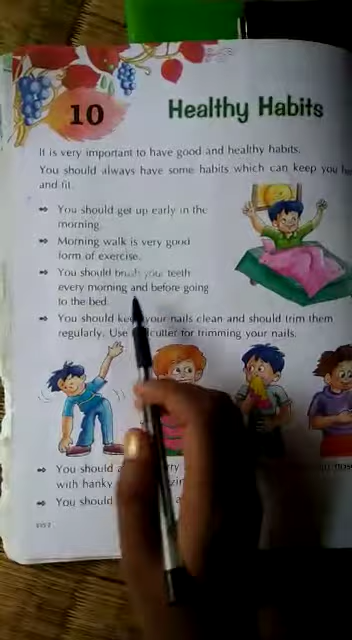 10
Healthy Habits
It is very important to have good and healthy habits.
You should always have some habits which can keep you
and fit.
You should get up early in the
morning.
Morning walk is very good
form of exercise.
You should brush your teeth
every morning and before going
to the bed.
You should your nails clean and should trim them
regularly. Use for trimming your nails.
You should
with hanky
You should